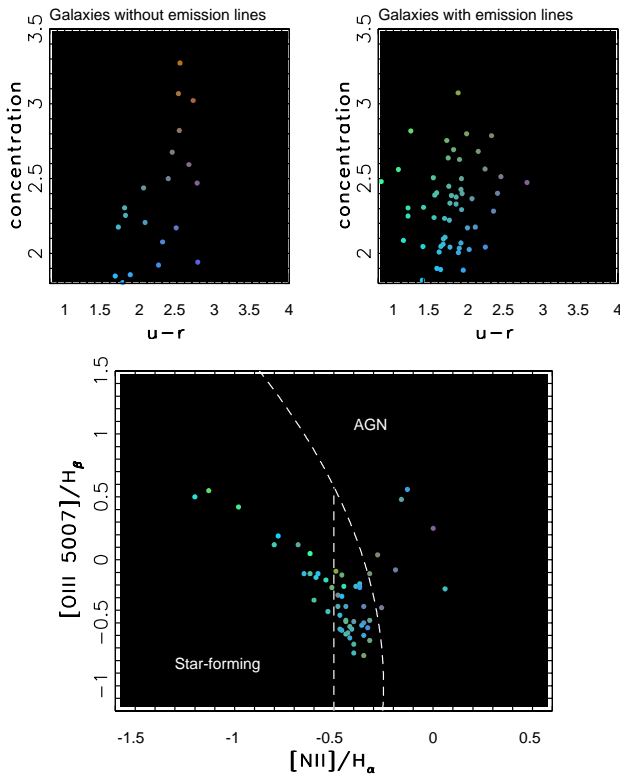 Galaxies without emission lines
Galaxies with emission lines
3.5
3
2.5
2
concentration
1 1.5 2 2.5 3 3.5 4
u−r
3.5
3
2.5
2
concentration
1 1.5 2 2.5 3 3.5 4
u−r
1.5
1
0.5
0
−0.5
−1
[OIII 5007]/Hβ
AGN
Star-forming
-1.5 -1 -0.5 0 0.5
[NII]/Hα